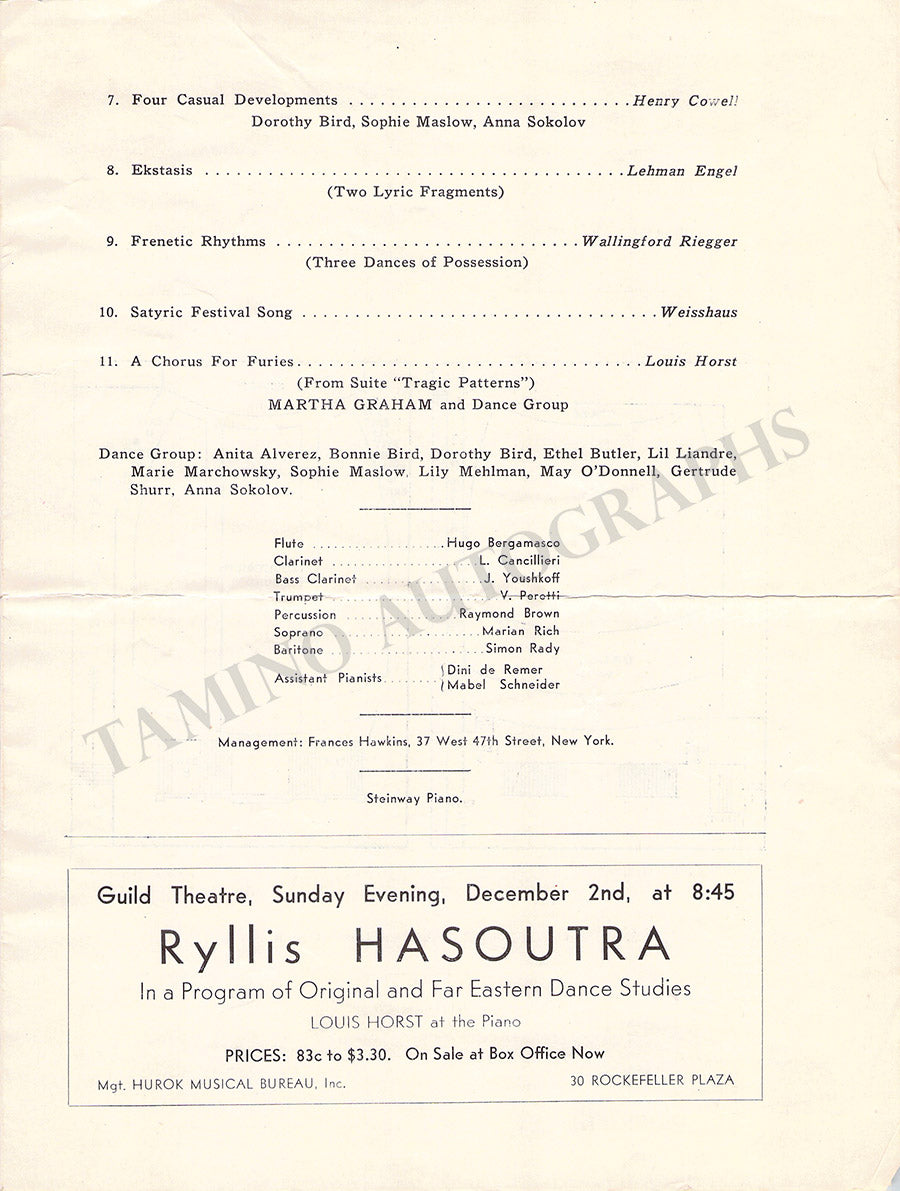 7. Four Casual Developments ........................... Henry Cowell
Dorothy Bird, Sophie Maslow, Anna Sokolov
8. Ekstasis ........................................ Lehman Engel
(Two Lyric Fragments)
9. Frenetic Rhythms ............................. Wallingford Riegger
(Three Dances of Possession)
10. Satyric Festival Song .................................. Weisshaus
11. A Chorus For Furies................................. Louis Horst
(From Suite "Tragic Patterns")
MARTHA GRAHAM and Dance Group
Dance Group: Anita Alverez, Bonnie Bird, Dorothy Bird, Ethel Butler, Lil Liandre,
Marie Marchowsky, Sophie Maslow, Lily Mehlman, May O'Donnell, Gertrude
Shurr, Anna Sokolov.
Flute ....................Hugo Bergamasco
Clarinet .......................L. Cancillieri
Bass Clarinet ..................J. Youshkoff
Trumpet ........................V. Peretti
Percussion .................Raymond Brown
Soprano ......................Marian Rich
Baritone .......................Simon Rady
Assistant Pianists ........ Dini de Remer
Mabel Schneider
Management: Frances Hawkins, 37 West 47th Street, New York.
Steinway Piano.
TAMINO AUTOGRAPHS
Guild Theatre, Sunday Evening, December 2nd, at 8:45
Ryllis HASOUTRA
In a Program of Original and Far Eastern Dance Studies
LOUIS HORST at the Piano
PRICES: 83c to $3.30. On Sale at Box Office Now
Mgt. HUROK MUSICAL BUREAU, Inc. 30 ROCKEFELLER PLAZA